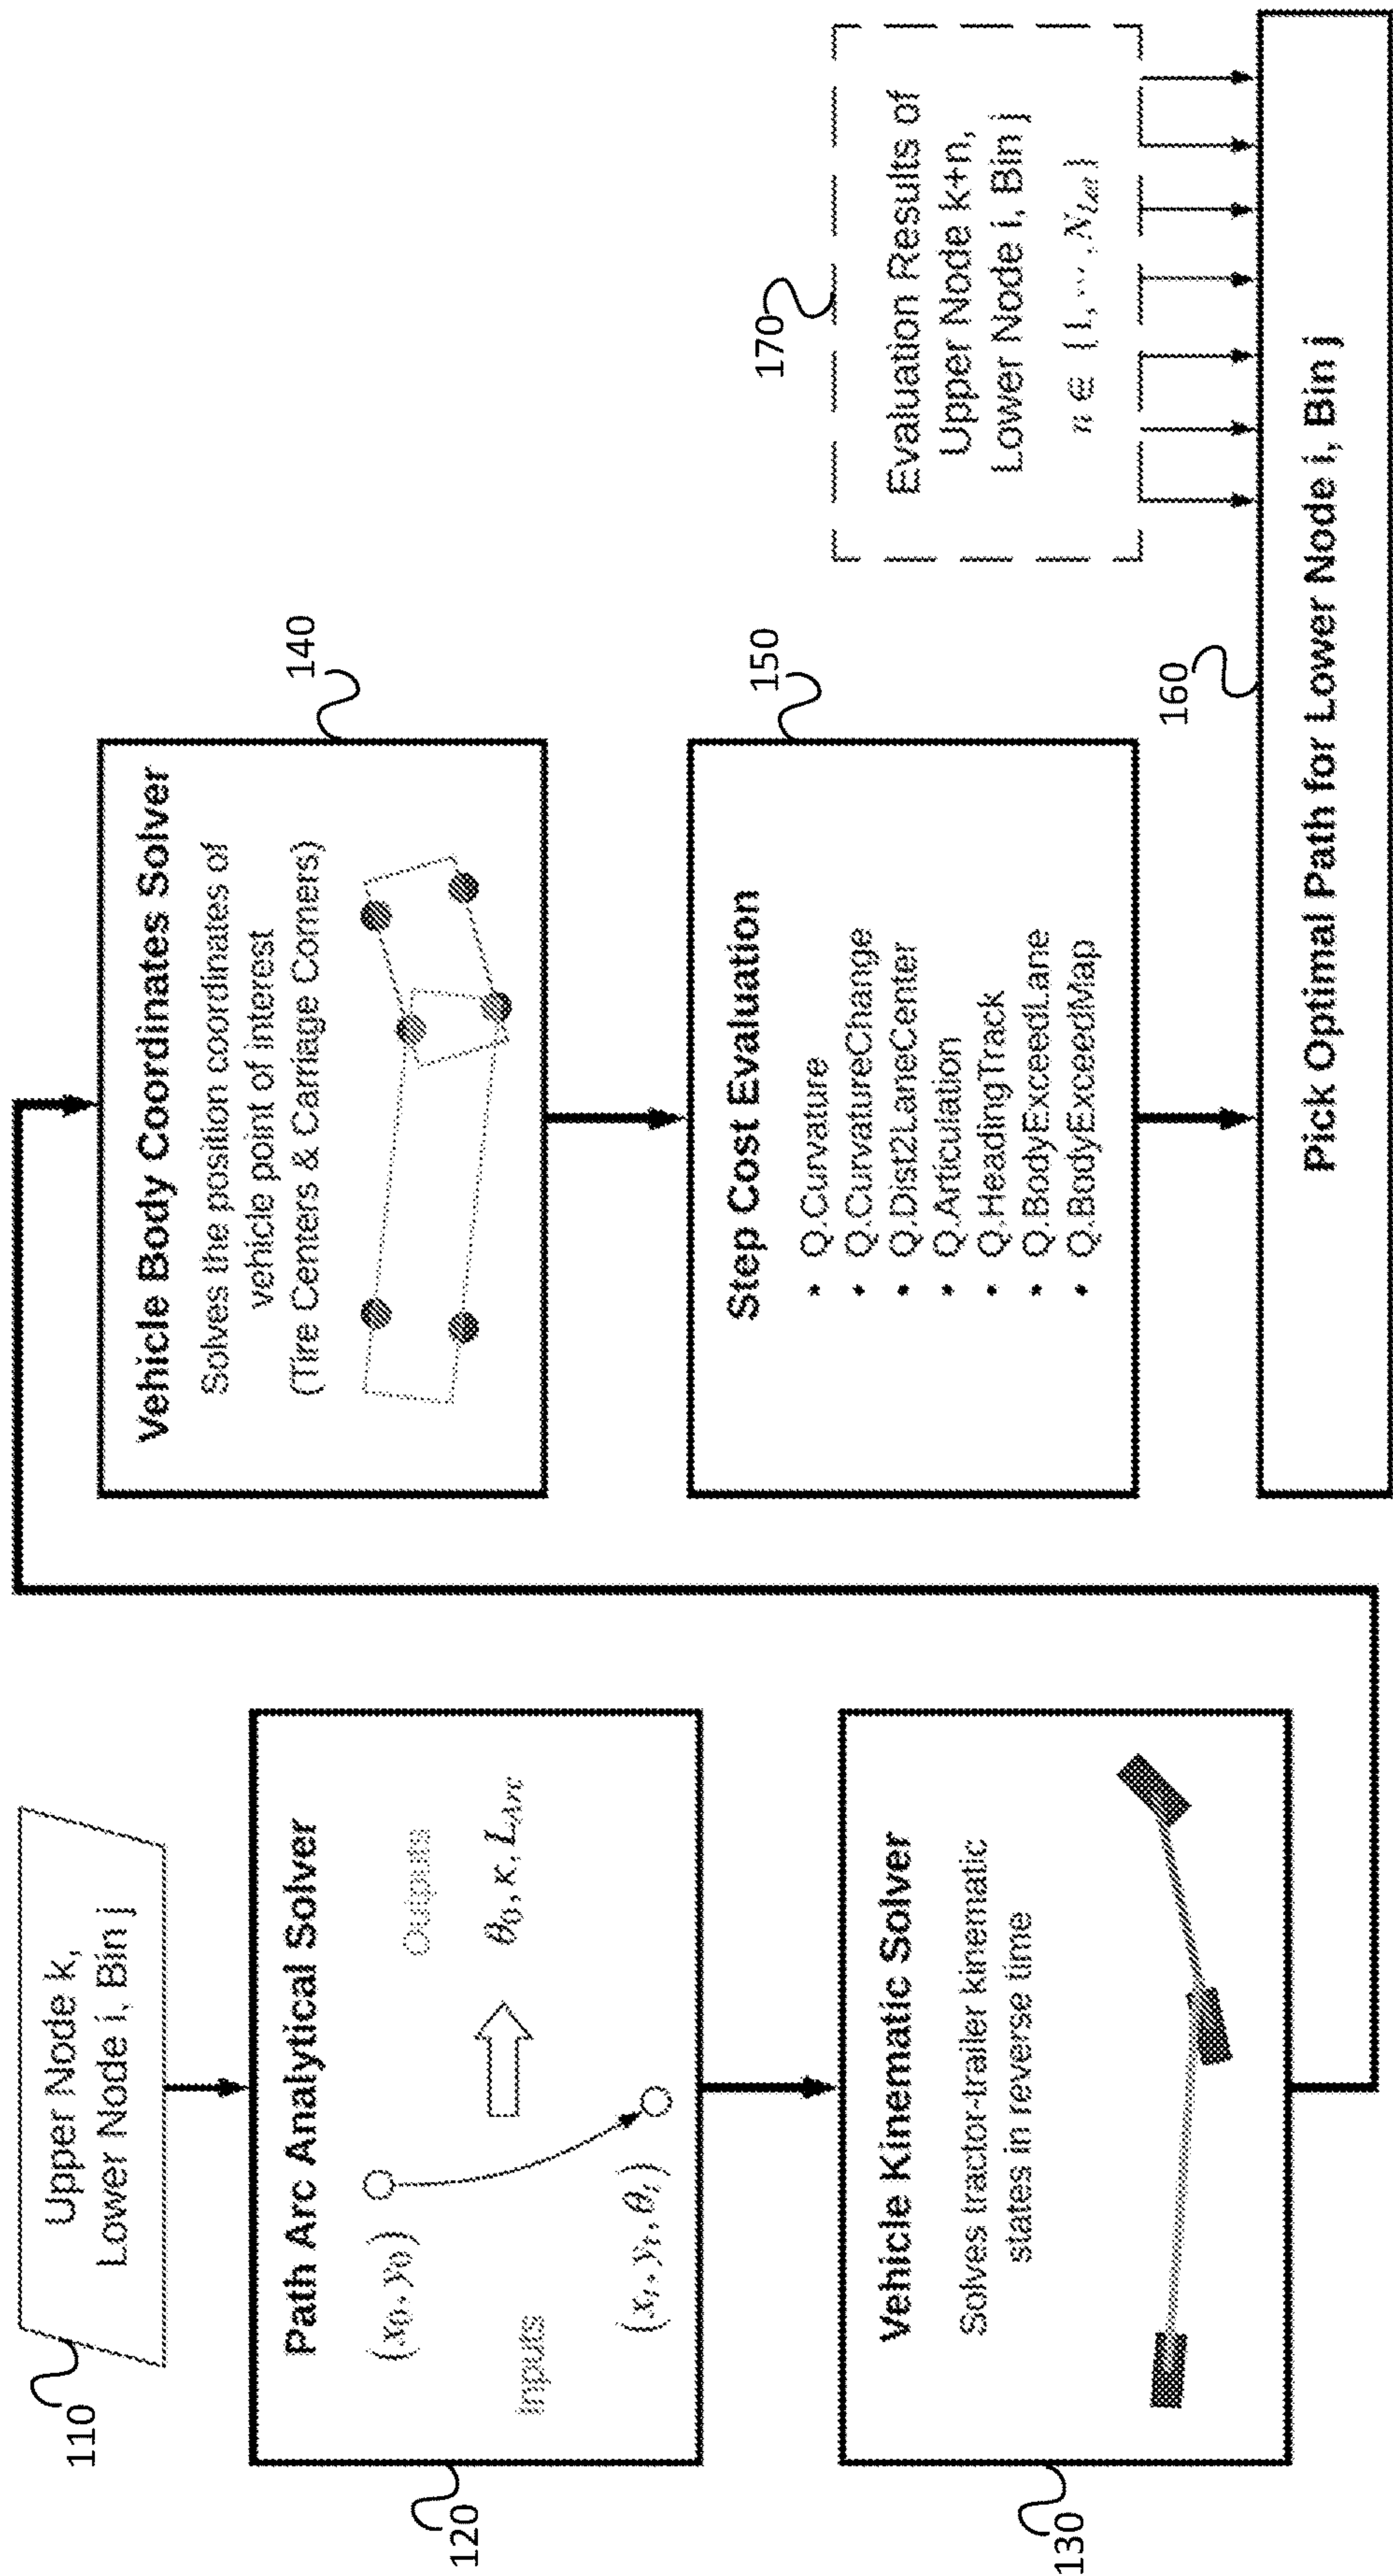 110
Upper Node k,
Lower Node i, Bin j
120
Path Arc Analytical Solver
(x₀, y₀)
Inputs
(xₜ, yₜ, θₜ)
Outputs
θ₀, κ, L_Arc
130
Vehicle Kinematic Solver
Solves tractor-trailer kinematic
states in reverse time
140
Vehicle Body Coordinates Solver
Solves the position coordinates of
vehicle point of interest
(Tire Centers & Carriage Corners)
150
Step Cost Evaluation
• Q.Curvature
• Q.CurvatureChange
• Q.Dist2LaneCenter
• Q.Articulation
• Q.HeadingTrack
• Q.BodyExceedLane
• Q.BodyExceedMap
170
Evaluation Results of
Upper Node k+n,
Lower Node i, Bin j
n ∈ {1, ⋯, N_Lat}
160
Pick Optimal Path for Lower Node i, Bin j